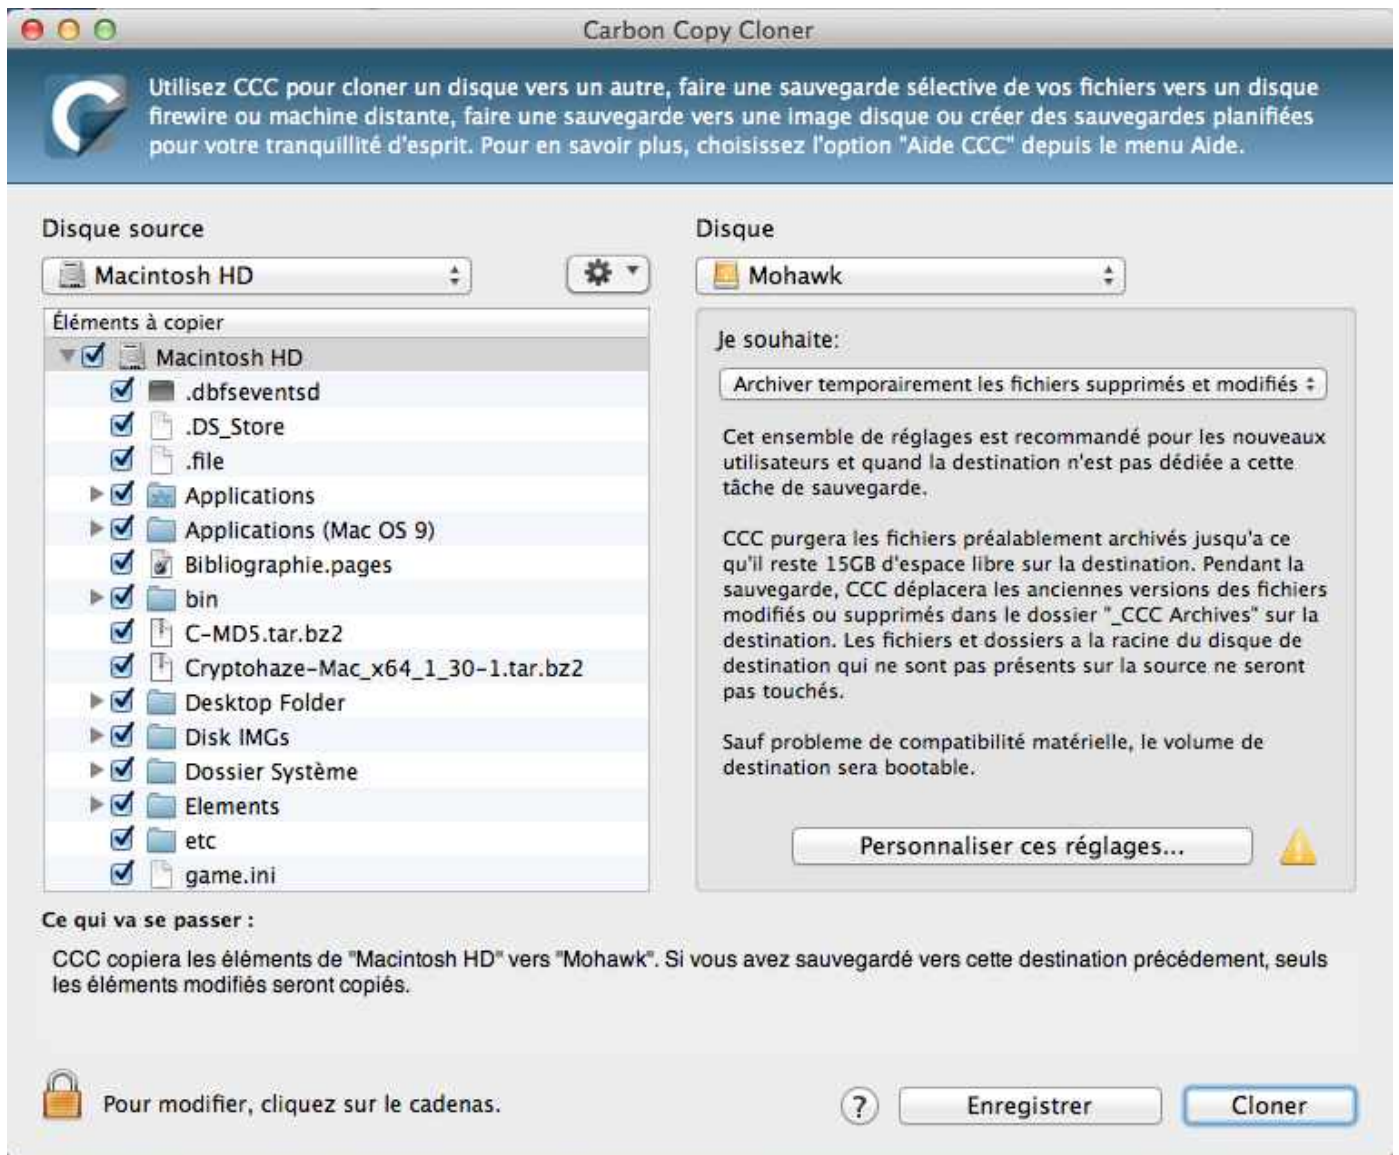 Carbon Copy Cloner
Utilisez CCC pour cloner un disque vers un autre, faire une sauvegarde sélective de vos fichiers vers un disque
firewire ou machine distante, faire une sauvegarde vers une image disque ou créer des sauvegardes planifiées
pour votre tranquillité d'esprit. Pour en savoir plus, choisissez l'option "Aide CCC" depuis le menu Aide.
Disque source
Macintosh HD
Éléments à copier
Macintosh HD
.dbfseventsd
.DS_Store
.file
Applications
Applications (Mac OS 9)
Bibliographie.pages
bin
C-MD5.tar.bz2
Cryptohaze-Mac_x64_1_30-1.tar.bz2
Desktop Folder
Disk IMGs
Dossier Système
Elements
etc
game.ini
Disque
Mohawk
Je souhaite:
Archiver temporairement les fichiers supprimés et modifiés
Cet ensemble de réglages est recommandé pour les nouveaux
utilisateurs et quand la destination n'est pas dédiée a cette
tâche de sauvegarde.
CCC purgera les fichiers préalablement archivés jusqu'a ce
qu'il reste 15GB d'espace libre sur la destination. Pendant la
sauvegarde, CCC déplacera les anciennes versions des fichiers
modifiés ou supprimés dans le dossier "_CCC Archives" sur la
destination. Les fichiers et dossiers a la racine du disque de
destination qui ne sont pas présents sur la source ne seront
pas touchés.
Sauf probleme de compatibilité matérielle, le volume de
destination sera bootable.
Personnaliser ces réglages...
Ce qui va se passer :
CCC copiera les éléments de "Macintosh HD" vers "Mohawk". Si vous avez sauvegardé vers cette destination précédement, seuls
les éléments modifiés seront copiés.
Pour modifier, cliquez sur le cadenas.
?
Enregistrer
Cloner